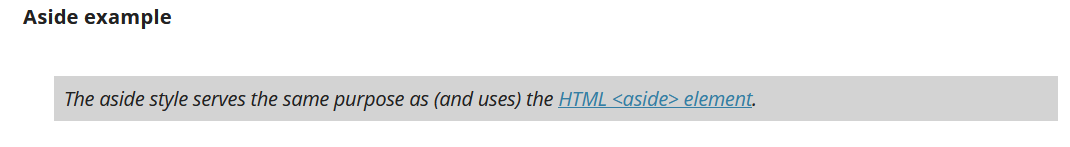 Aside example
The aside style serves the same purpose as (and uses) the HTML <aside> element.